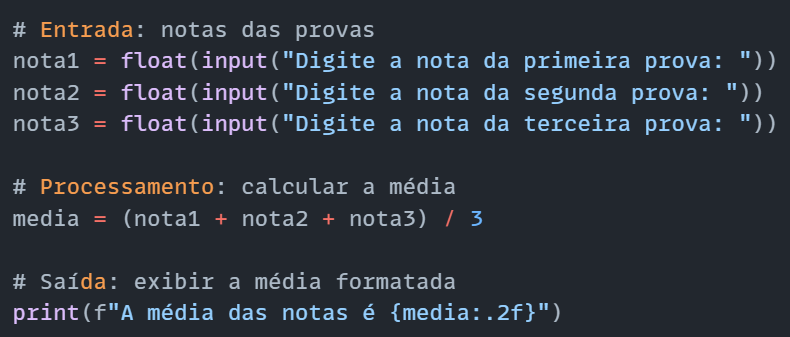 # Entrada: notas das provas
nota1 = float(input("Digite a nota da primeira prova: "))
nota2 = float(input("Digite a nota da segunda prova: "))
nota3 = float(input("Digite a nota da terceira prova: "))
# Processamento: calcular a média
media = (nota1 + nota2 + nota3) / 3
# Saída: exibir a média formatada
print(f"A média das notas é {media:.2f}")